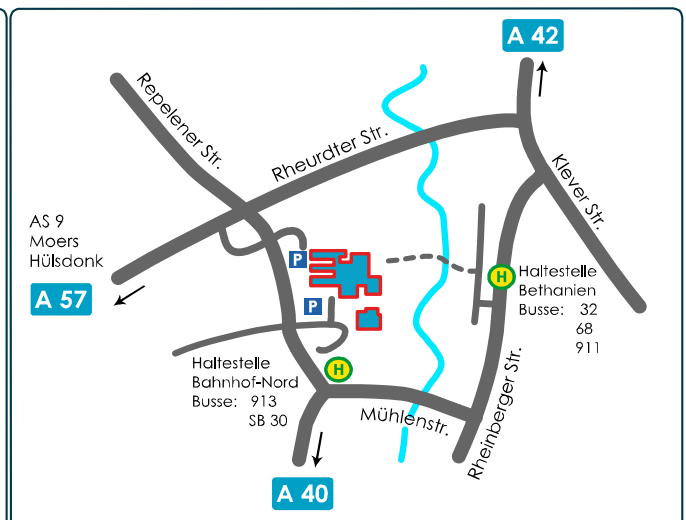 A 42
Repelener Str.
Rheurdter Str.
Klever Str.
AS 9
Moers
Hülsdonk
A 57
P
P
H
Haltestelle
Bethanien
Busse: 32
68
911
Haltestelle
Bahnhof-Nord
Busse: 913
SB 30
H
Mühlenstr.
Rheinberger Str.
A 40